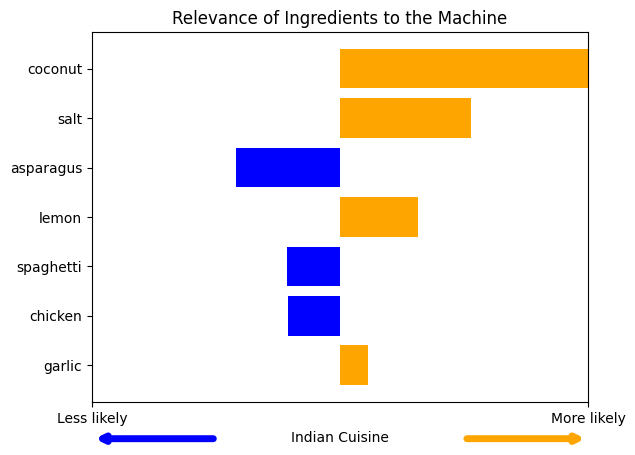 Relevance of Ingredients to the Machine
coconut
salt
asparagus
lemon
spaghetti
chicken
garlic
Less likely
More likely
Indian Cuisine